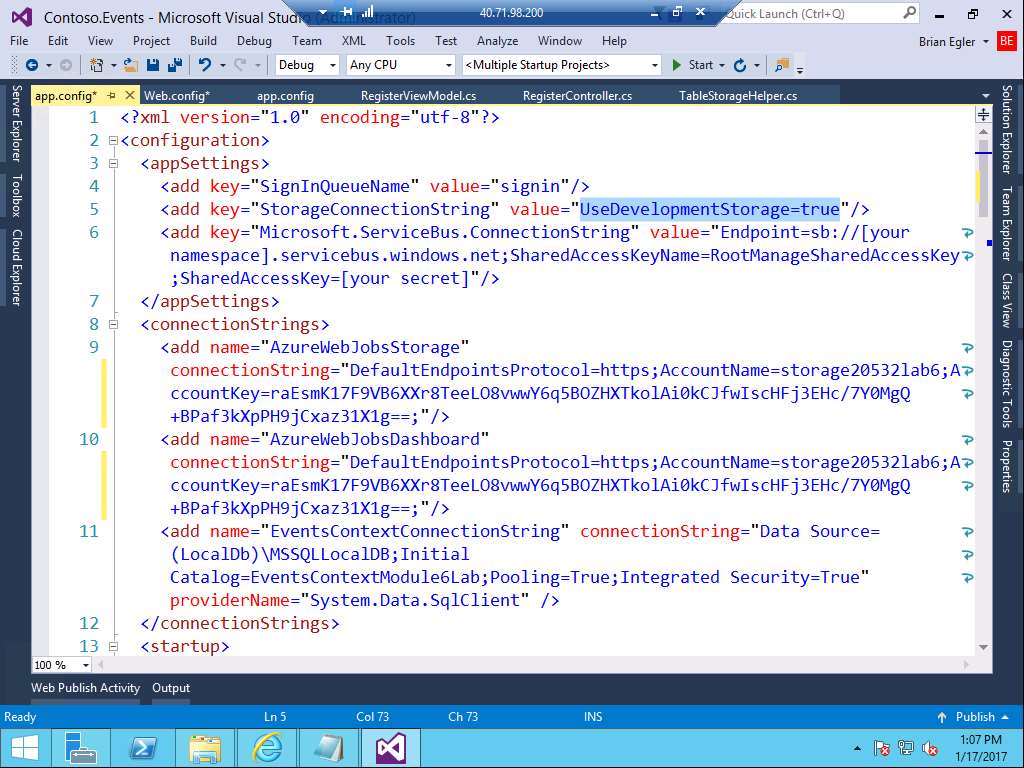 Contoso.Events - Microsoft Visual Studio (Administrator)
40.71.98.200
Quick Launch (Ctrl+Q)
File Edit View Project Build Debug Team XML Tools Test Analyze Window Help
Brian Egler BE
Debug Any CPU <Multiple Startup Projects> Start
app.config* Web.config* app.config RegisterViewModel.cs RegisterController.cs TableStorageHelper.cs
Server Explorer
Toolbox
Cloud Explorer
1 <?xml version="1.0" encoding="utf-8"?>
2 <configuration>
3 <appSettings>
4 <add key="SignInQueueName" value="signin"/>
5 <add key="StorageConnectionString" value="UseDevelopmentStorage=true"/>
6 <add key="Microsoft.ServiceBus.ConnectionString" value="Endpoint=sb://[your
namespace].servicebus.windows.net;SharedAccessKeyName=RootManageSharedAccessKey
;SharedAccessKey=[your secret]"/>
7 </appSettings>
8 <connectionStrings>
9 <add name="AzureWebJobsStorage"
connectionString="DefaultEndpointsProtocol=https;AccountName=storage20532lab6;A
ccountKey=raEsmK17F9VB6XXr8TeeLO8vwwY6q5BOZHXTkolAi0kCJfwIscHFj3EHc/7Y0MgQ
+BPaf3kXpPH9jCxaz31X1g==;"/>
10 <add name="AzureWebJobsDashboard"
connectionString="DefaultEndpointsProtocol=https;AccountName=storage20532lab6;A
ccountKey=raEsmK17F9VB6XXr8TeeLO8vwwY6q5BOZHXTkolAi0kCJfwIscHFj3EHc/7Y0MgQ
+BPaf3kXpPH9jCxaz31X1g==;"/>
11 <add name="EventsContextConnectionString" connectionString="Data Source=
(LocalDb)\MSSQLLocalDB;Initial
Catalog=EventsContextModule6Lab;Pooling=True;Integrated Security=True"
providerName="System.Data.SqlClient" />
12 </connectionStrings>
13 <startup>
Solution Explorer
Team Explorer
Class View
Diagnostic Tools
Properties
100 %
Web Publish Activity Output
Ready Ln 5 Col 73 Ch 73 INS Publish
1:07 PM
1/17/2017